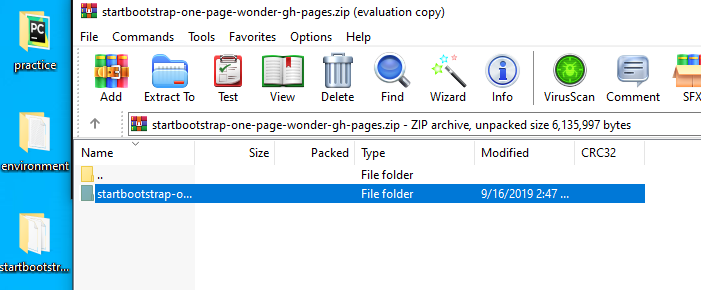 startbootstrap-one-page-wonder-gh-pages.zip (evaluation copy)
File Commands Tools Favorites Options Help
Add Extract To Test View Delete Find Wizard Info VirusScan Comment SFX
startbootstrap-one-page-wonder-gh-pages.zip - ZIP archive, unpacked size 6,135,997 bytes
Name Size Packed Type Modified CRC32
.. File folder
startbootstrap-o... File folder 9/16/2019 2:47 ...
PC
practice
environment
startbootstr...